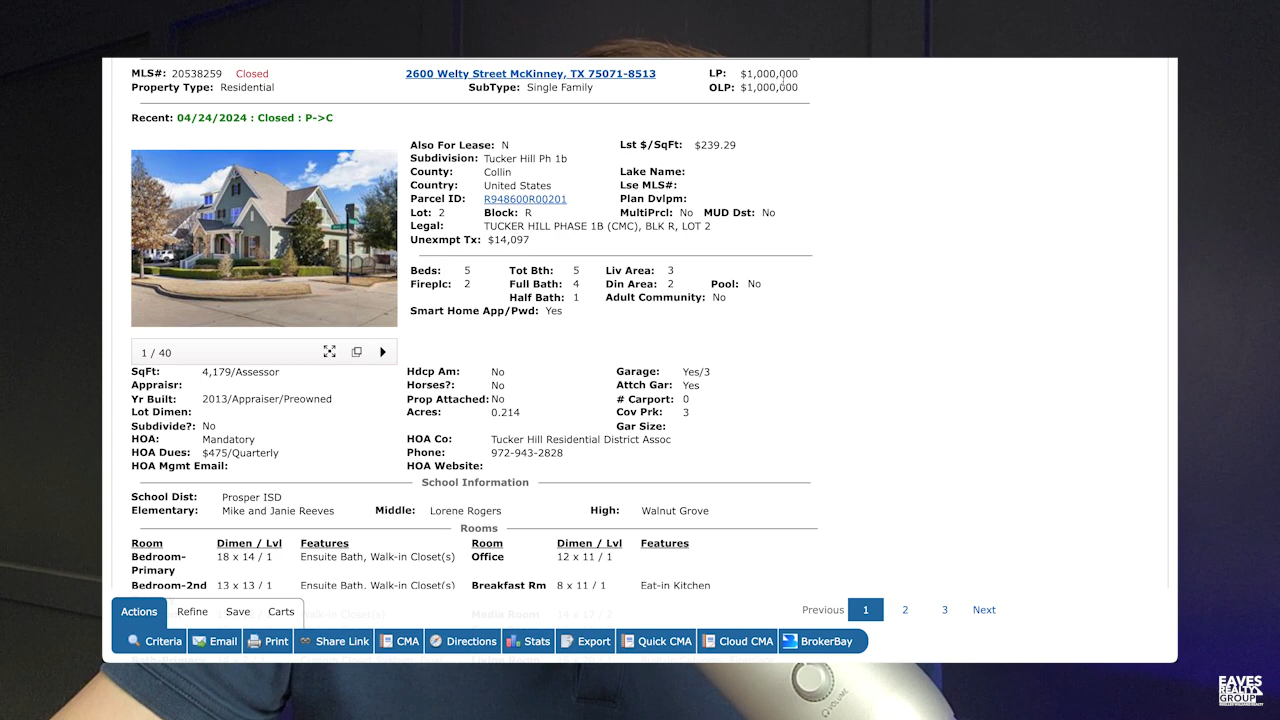 MLS#: 20538259 Closed 2600 Welty Street McKinney, TX 75071-8513 LP: $1,000,000
Property Type: Residential SubType: Single Family OLP: $1,000,000
Recent: 04/24/2024 : Closed : P->C
Also For Lease: N Lst $/SqFt: $239.29
Subdivision: Tucker Hill Ph 1b
County: Collin Lake Name:
Country: United States Lse MLS#:
Parcel ID: R948600R00201 Plan Dvlpm:
Lot: 2 Block: R MultiPrcl: No MUD Dst: No
Legal: TUCKER HILL PHASE 1B (CMC), BLK R, LOT 2
Unexmpt Tx: $14,097
Beds: 5 Tot Bth: 5 Liv Area: 3
Fireplc: 2 Full Bath: 4 Din Area: 2 Pool: No
Half Bath: 1 Adult Community: No
Smart Home App/Pwd: Yes
1 / 40
SqFt: 4,179/Assessor Hdcp Am: No Garage: Yes/3
Appraisr: Horses?: No Attch Gar: Yes
Yr Built: 2013/Appraiser/Preowned Prop Attached: No # Carport: 0
Lot Dimen: Acres: 0.214 Cov Prk: 3
Subdivide?: No Gar Size:
HOA: Mandatory HOA Co: Tucker Hill Residential District Assoc
HOA Dues: $475/Quarterly Phone: 972-943-2828
HOA Mgmt Email: HOA Website:
School Information
School Dist: Prosper ISD
Elementary: Mike and Janie Reeves Middle: Lorene Rogers High: Walnut Grove
Rooms
Room Dimen / Lvl Features Room Dimen / Lvl Features
Bedroom- 18 x 14 / 1 Ensuite Bath, Walk-in Closet(s) Office 12 x 11 / 1
Primary
Bedroom-2nd 13 x 13 / 1 Ensuite Bath, Walk-in Closet(s) Breakfast Rm 8 x 11 / 1 Eat-in Kitchen
Actions Refine Save Carts Walk-in Closet(s) Media Room 14 x 17 / 2 Previous 1 2 3 Next
Criteria Email Print Share Link CMA Directions Stats Export Quick CMA Cloud CMA BrokerBay
VOLUME
EAVES
REALTY
GROUP